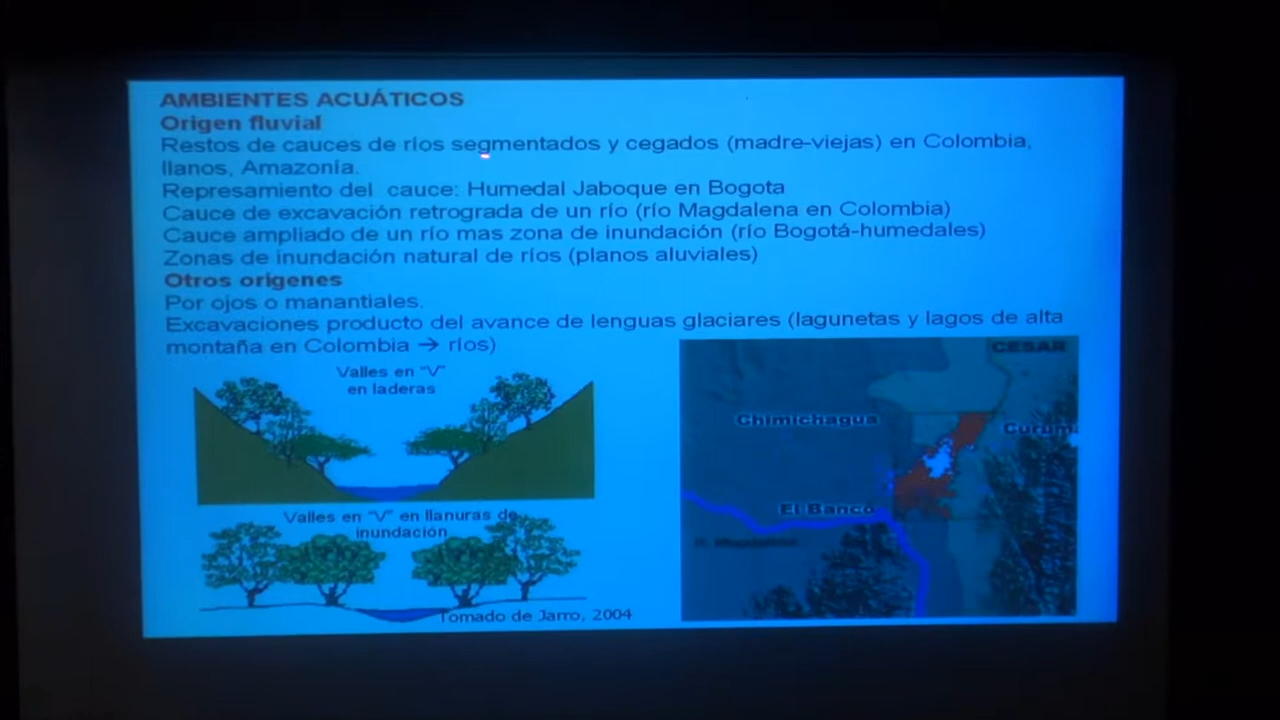 AMBIENTES ACUÁTICOS
Origen fluvial
Restos de cauces de ríos segmentados y cegados (madre-viejas) en Colombia,
llanos, Amazonía.
Represamiento del cauce: Humedal Jaboque en Bogota
Cauce de excavación retrograda de un río (río Magdalena en Colombia)
Cauce ampliado de un río mas zona de inundación (río Bogotá-humedales)
Zonas de inundación natural de ríos (planos aluviales)
Otros orígenes
Por ojos o manantiales.
Excavaciones producto del avance de lenguas glaciares (lagunetas y lagos de alta
montaña en Colombia → ríos)
Valles en "V"
en laderas
Valles en "V" en llanuras de
inundación
Tomado de Jarro, 2004
CESAR
Chimichagua
El Banco